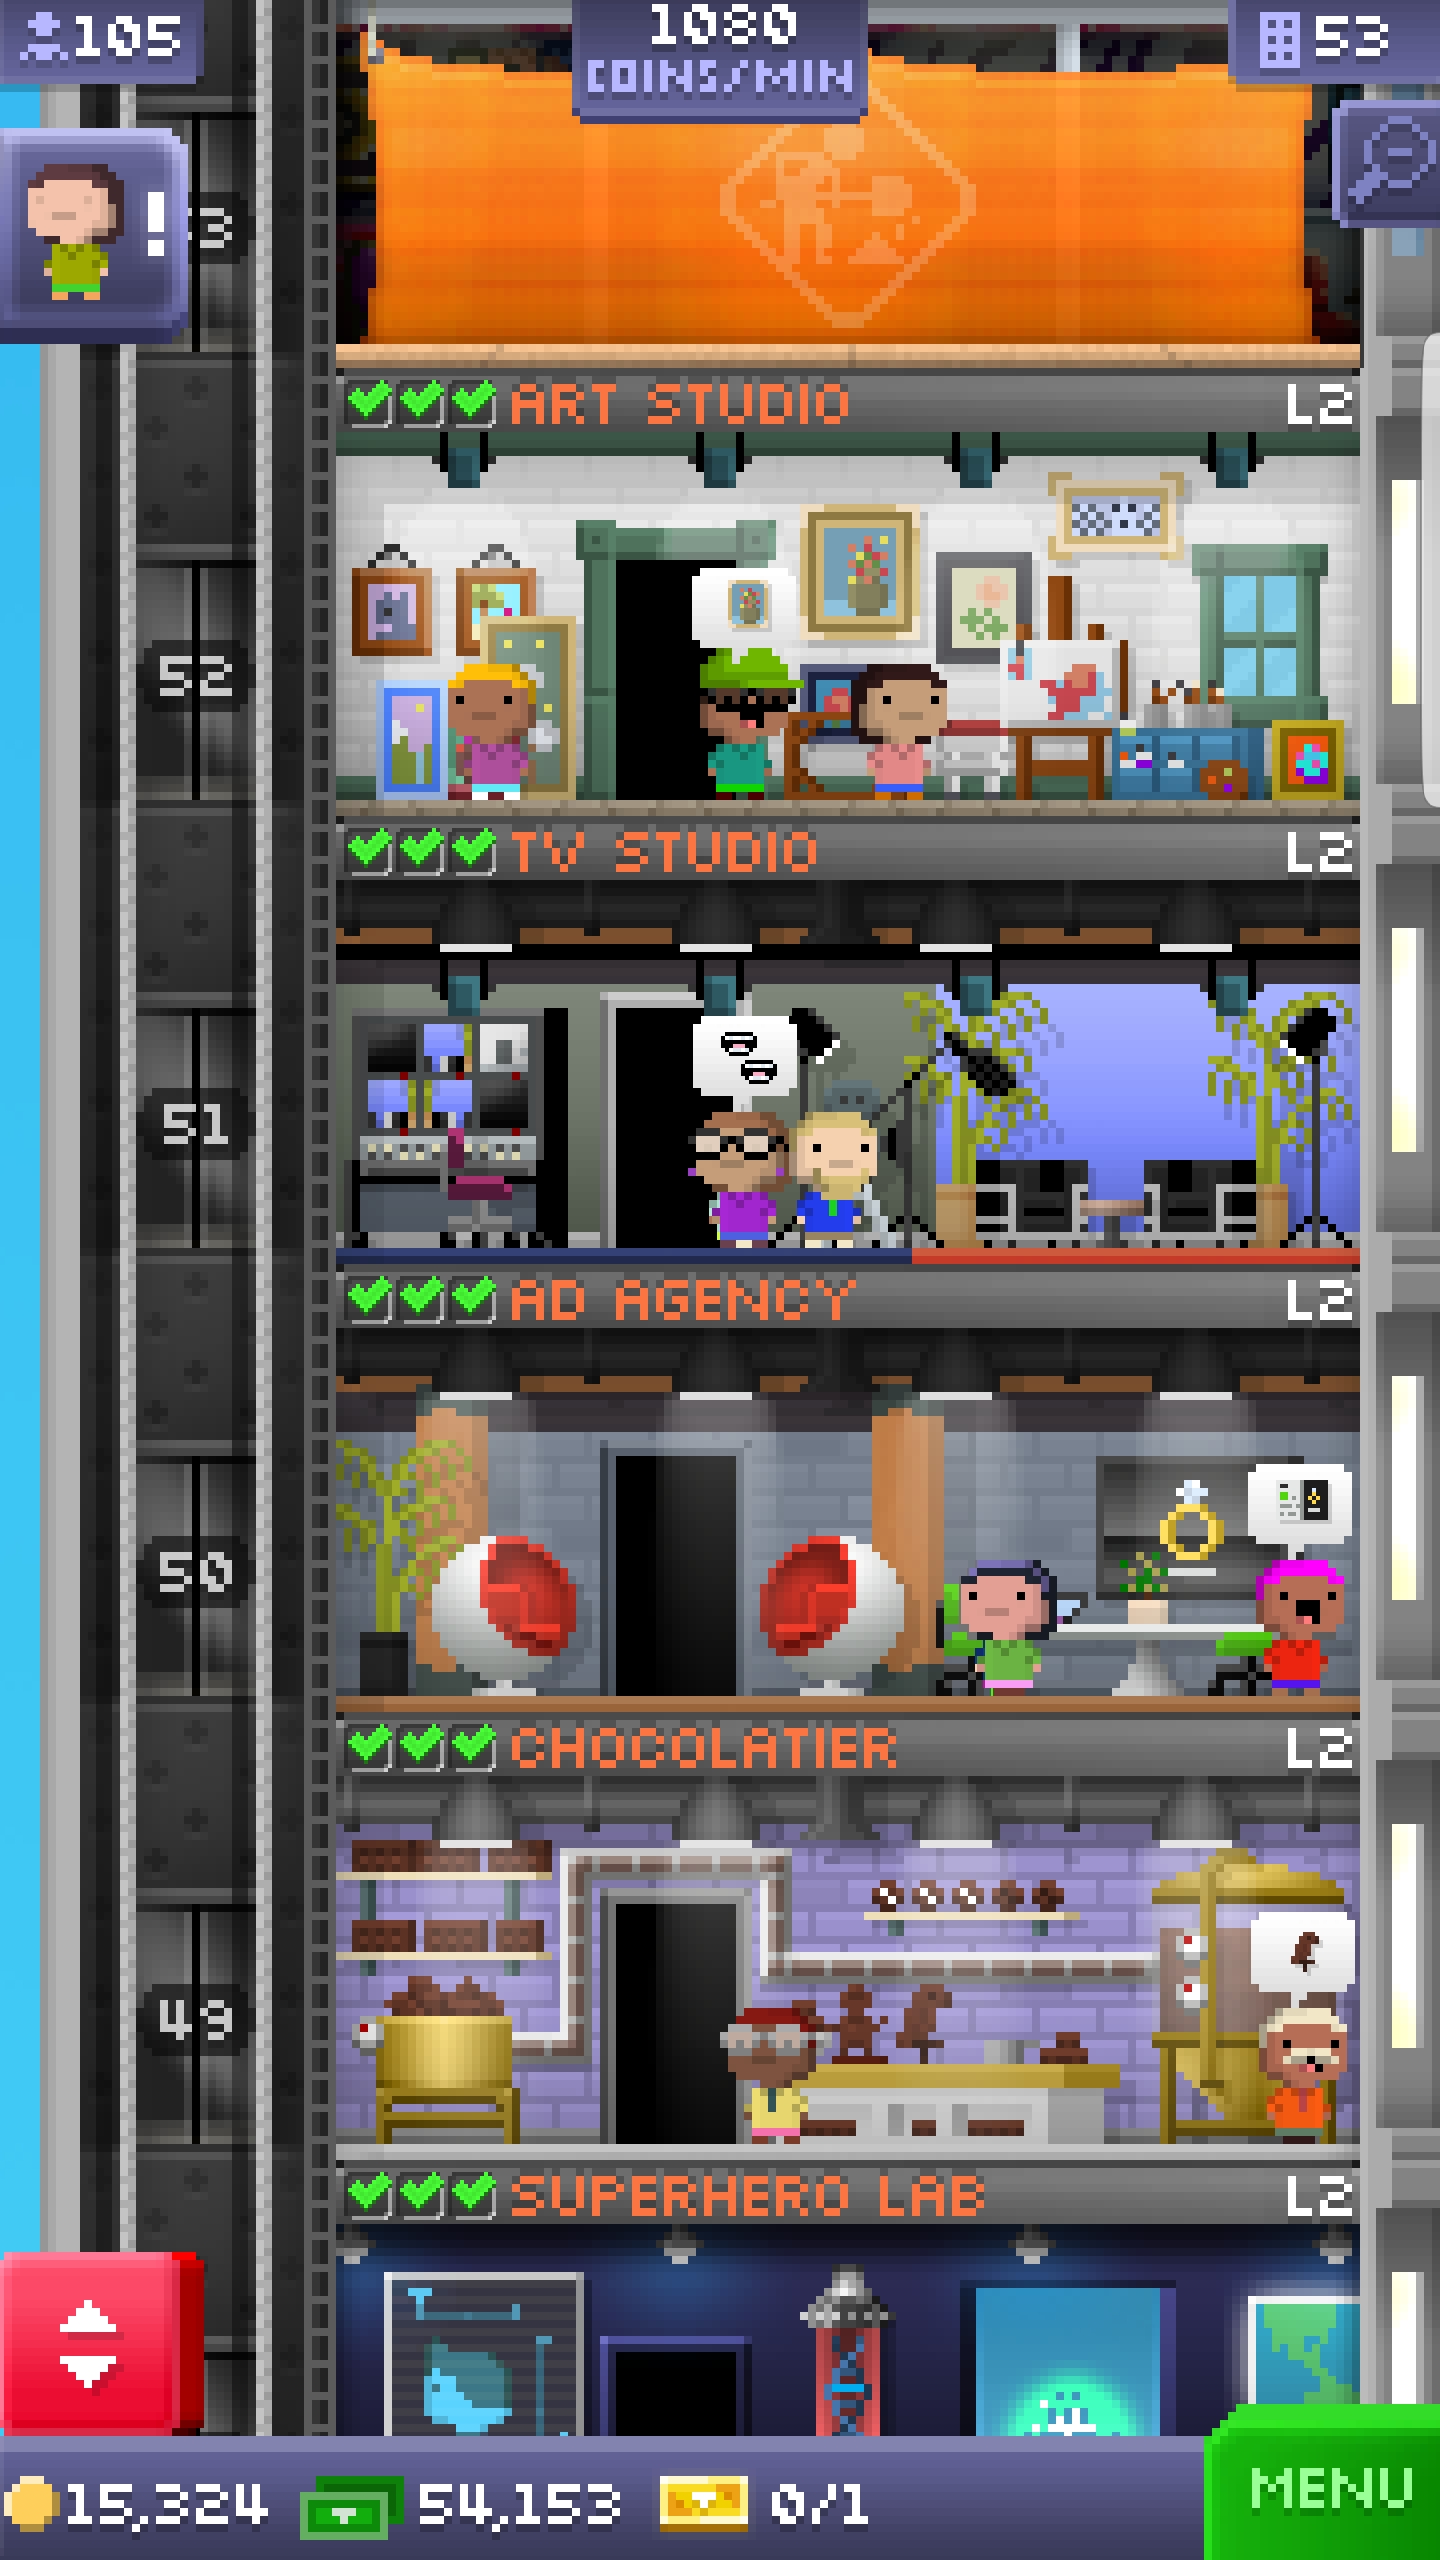 105
1080
COINS/MIN
53
!
3
ART STUDIO L2
52
TV STUDIO L2
51
AD AGENCY L2
50
CHOCOLATIER L2
49
SUPERHERO LAB L2
15,324 54,153 0/1 MENU